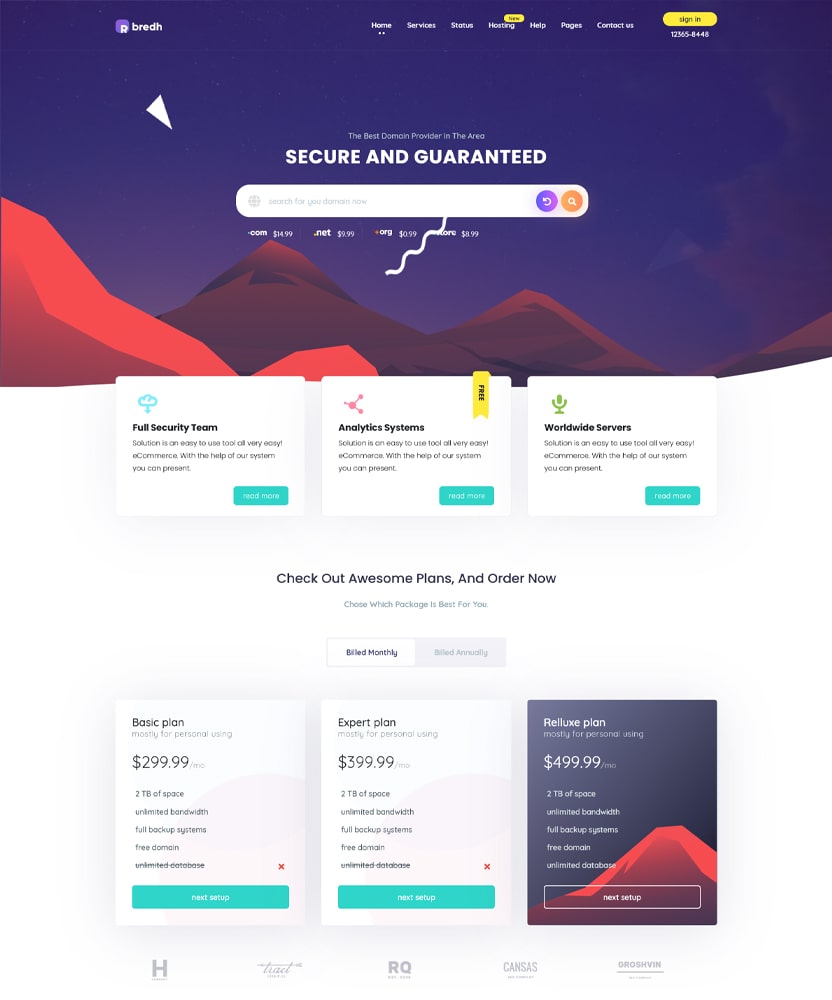 bredh
Home Services Status Hosting New Help Pages Contact us
sign in
12365-8448
The Best Domain Provider In The Area
SECURE AND GUARANTEED
search for you domain now
.com $14.99 .net $9.99 .org $0.99 $8.99
FREE
Full Security Team
Solution is an easy to use tool all very easy!
eCommerce. With the help of our system
you can present.
read more
Analytics Systems
Solution is an easy to use tool all very easy!
eCommerce. With the help of our system
you can present.
read more
Worldwide Servers
Solution is an easy to use tool all very easy!
eCommerce. With the help of our system
you can present.
read more
Check Out Awesome Plans, And Order Now
Chose Which Package Is Best For You.
Billed Monthly Billed Annually
Basic plan
mostly for personal using
$299.99/mo
2 TB of space
unlimited bandwidth
full backup systems
free domain
unlimited database
next setup
Expert plan
mostly for personal using
$399.99/mo
2 TB of space
unlimited bandwidth
full backup systems
free domain
unlimited database
next setup
Relluxe plan
mostly for personal using
$499.99/mo
2 TB of space
unlimited bandwidth
full backup systems
free domain
unlimited database
next setup
H
tract
RQ
CANSAS
GROSHVIN